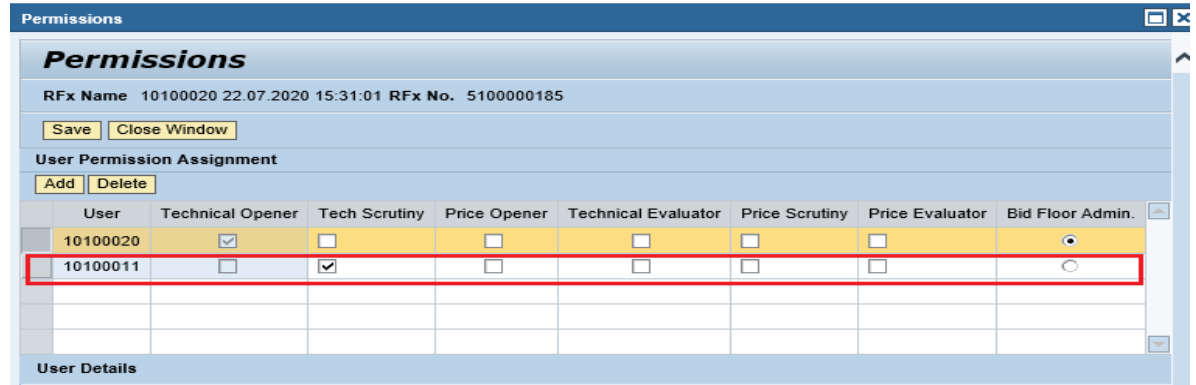 Permissions
Permissions
RFx Name 10100020 22.07.2020 15:31:01 RFx No. 5100000185
Save Close Window
User Permission Assignment
Add Delete
User Technical Opener Tech Scrutiny Price Opener Technical Evaluator Price Scrutiny Price Evaluator Bid Floor Admin.
10100020
10100011
User Details